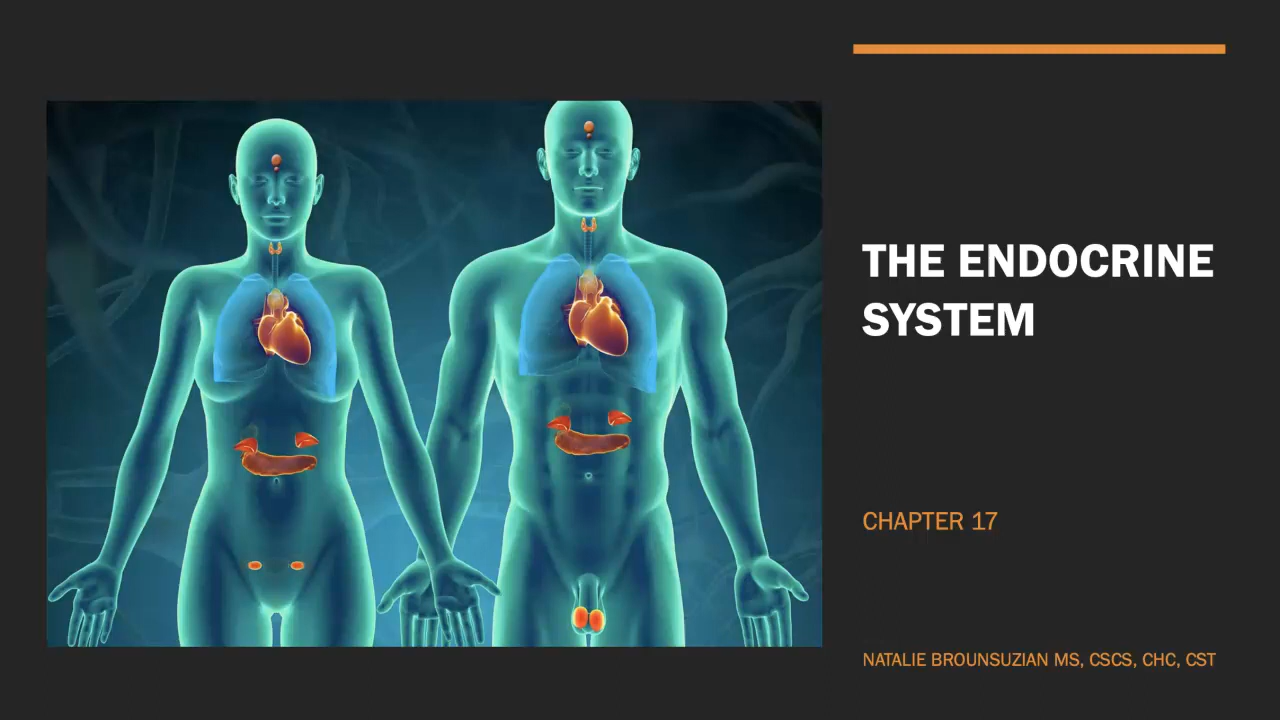 THE ENDOCRINE
SYSTEM
CHAPTER 17
NATALIE BROUNSUZIAN MS, CSCS, CHC, CST